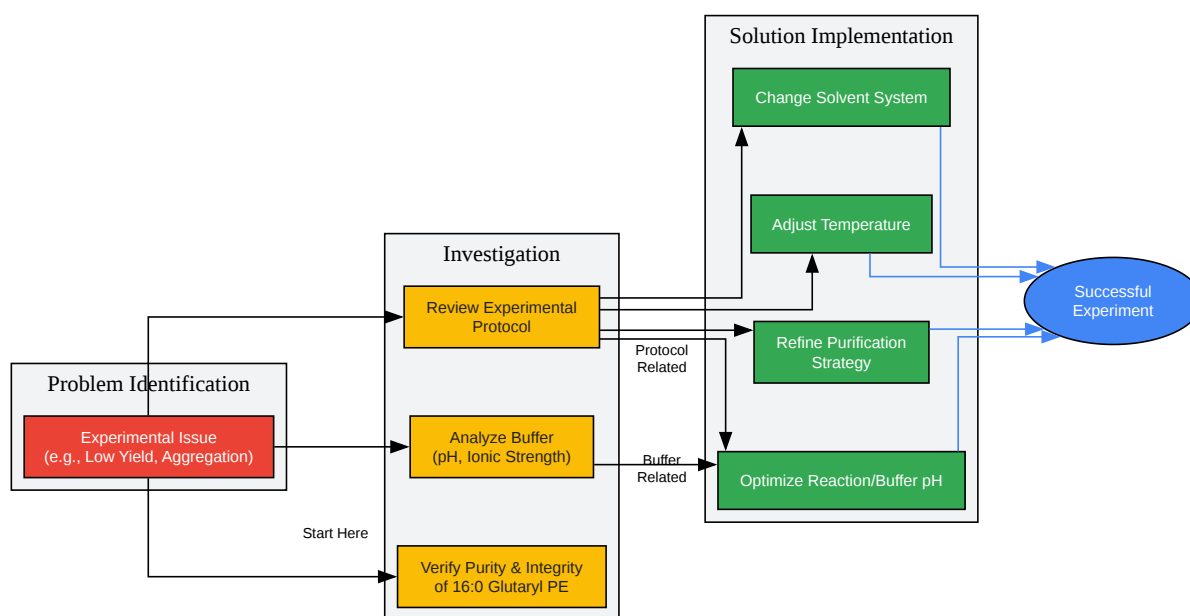 Solution Implementation
Change Solvent System
Adjust Temperature
Refine Purification
Strategy
Optimize Reaction/Buffer pH
Investigation
Review Experimental
Protocol
Analyze Buffer
(pH, Ionic Strength)
Verify Purity & Integrity
of 16:0 Glutaryl PE
Problem Identification
Experimental Issue
(e.g., Low Yield, Aggregation)
Start Here
Protocol
Related
Buffer
Related
Successful
Experiment